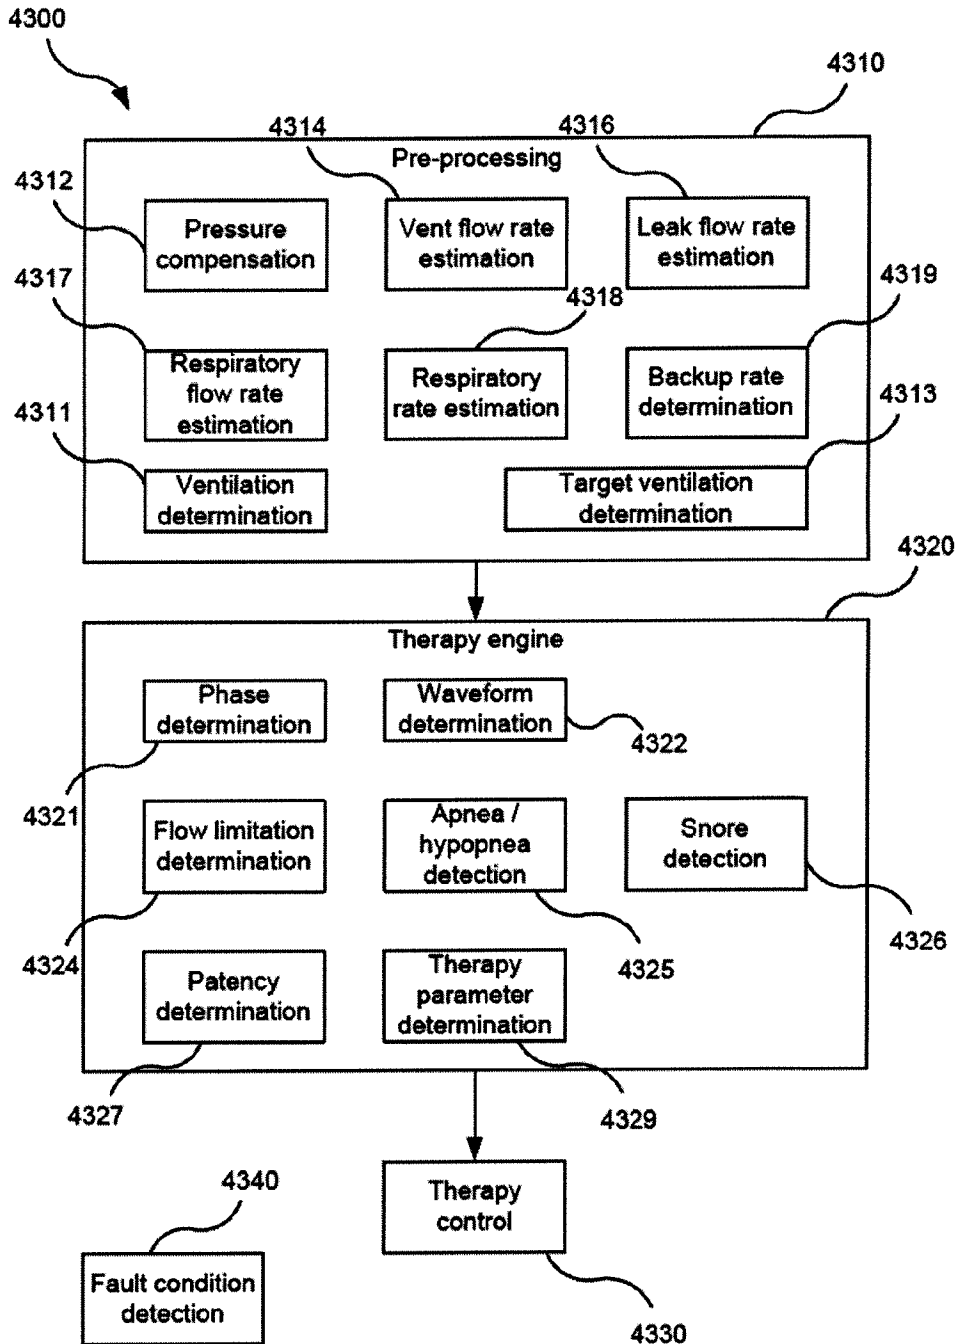 4300
4310
4314
4316
Pre-processing
4312
Pressure
compensation
Vent flow rate
estimation
Leak flow rate
estimation
4317
4318
4319
Respiratory
flow rate
estimation
Respiratory
rate estimation
Backup rate
determination
4311
4313
Ventilation
determination
Target ventilation
determination
4320
Therapy engine
Phase
determination
Waveform
determination
4322
4321
Flow limitation
determination
Apnea /
hypopnea
detection
Snore
detection
4324
4325
4326
Patency
determination
Therapy
parameter
determination
4327
4329
Therapy
control
4340
Fault condition
detection
4330